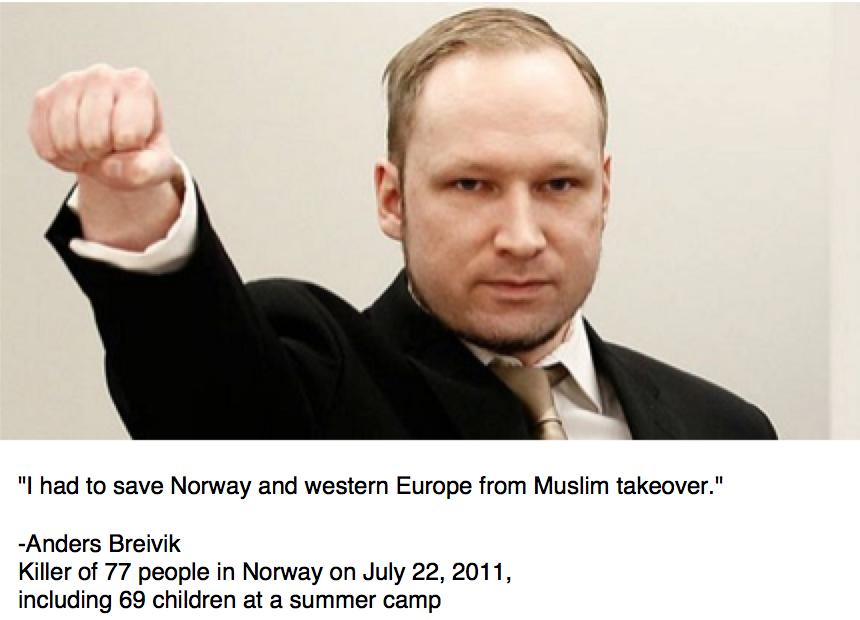 "I had to save Norway and western Europe from Muslim takeover."
-Anders Breivik
Killer of 77 people in Norway on July 22, 2011,
including 69 children at a summer camp